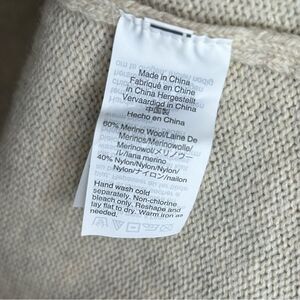 Made in China
Fabriqué en Chine
in China Hergestellt
Vervaardigd in China
中国製
Hecho en China
60% Merino Wool/Laine De
Merinos/Merinowolle/
Merinowol/メリノウー
ル/lana merino
40% Nylon/Nylon/Nylon/
Nylon/ナイロン/nailon
Hand wash cold
separately. Non-chlorine
bleach only. Reshape and
lay flat to dry. Warm iron as
needed.